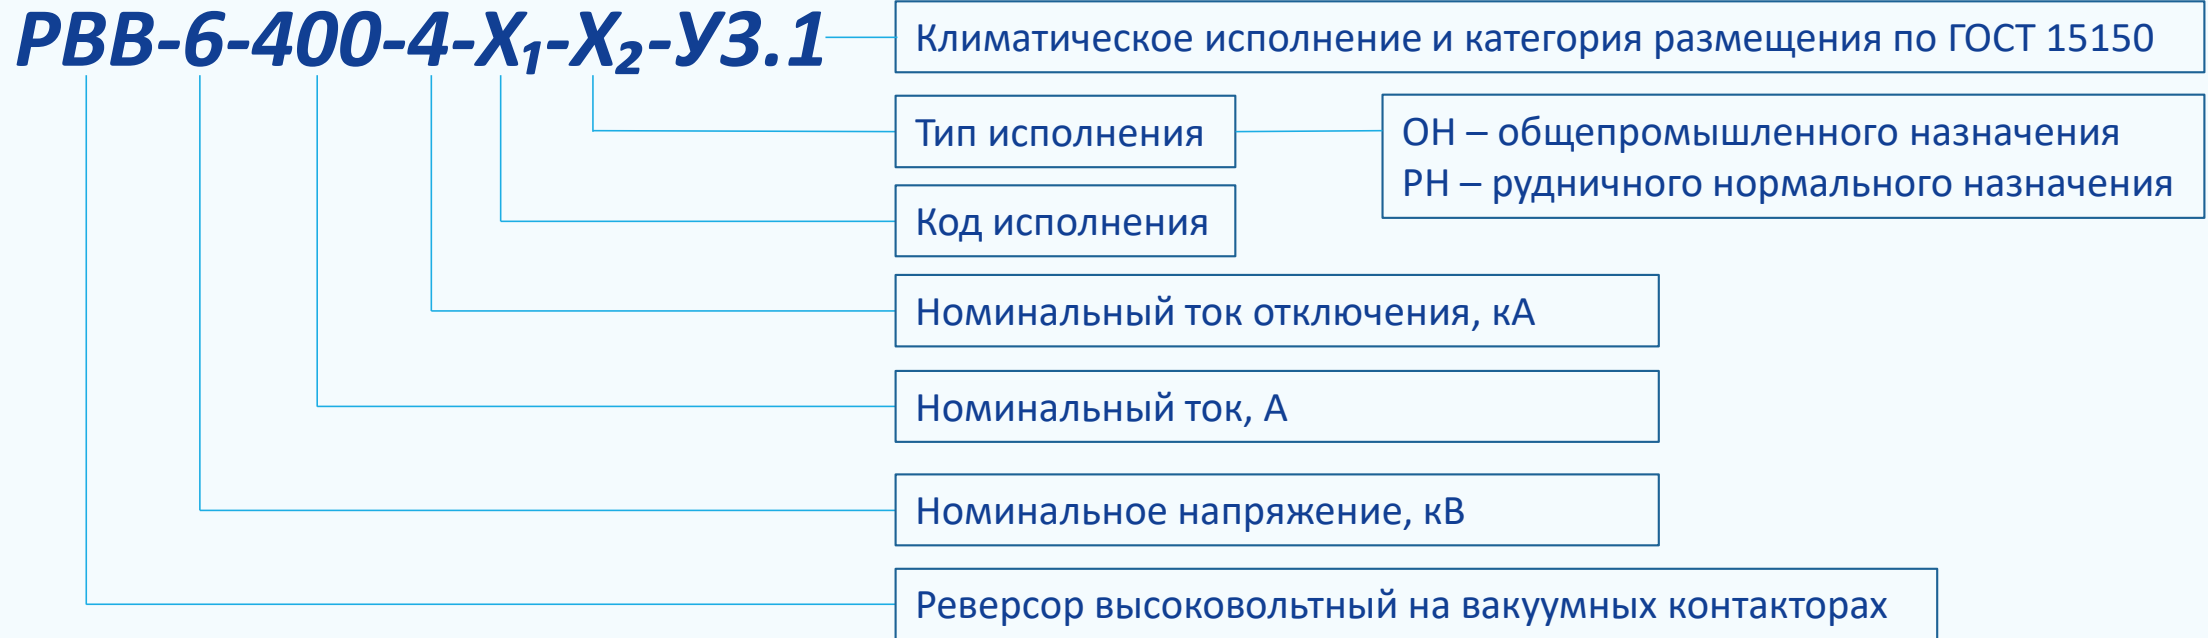 РВВ-6-400-4-Х₁-Х₂-У3.1
Климатическое исполнение и категория размещения по ГОСТ 15150
Тип исполнения
ОН – общепромышленного назначения
РН – рудничного нормального назначения
Код исполнения
Номинальный ток отключения, кА
Номинальный ток, А
Номинальное напряжение, кВ
Реверсор высоковольтный на вакуумных контакторах